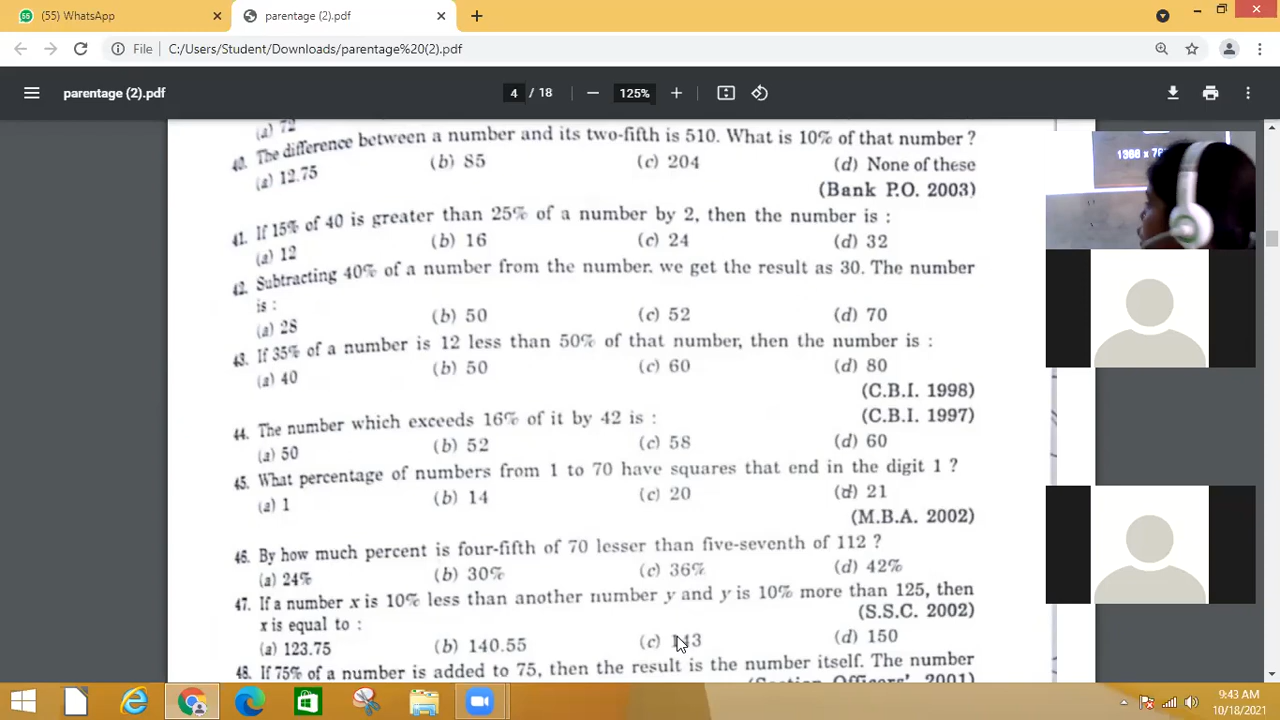 (55) WhatsApp
parentage (2).pdf
File C:/Users/Student/Downloads/parentage%20(2).pdf
parentage (2).pdf
4 / 18
125%
(a) 72
40. The difference between a number and its two-fifth is 510. What is 10% of that number ?
(a) 12.75 (b) 85 (c) 204 (d) None of these
(Bank P.O. 2003)
41. If 15% of 40 is greater than 25% of a number by 2, then the number is :
(a) 12 (b) 16 (c) 24 (d) 32
42. Subtracting 40% of a number from the number. we get the result as 30. The number
is :
(a) 28 (b) 50 (c) 52 (d) 70
43. If 35% of a number is 12 less than 50% of that number, then the number is :
(a) 40 (b) 50 (c) 60 (d) 80
(C.B.I. 1998)
(C.B.I. 1997)
44. The number which exceeds 16% of it by 42 is :
(a) 50 (b) 52 (c) 58 (d) 60
45. What percentage of numbers from 1 to 70 have squares that end in the digit 1 ?
(a) 1 (b) 14 (c) 20 (d) 21
(M.B.A. 2002)
46. By how much percent is four-fifth of 70 lesser than five-seventh of 112 ?
(a) 24% (b) 30% (c) 36% (d) 42%
47. If a number x is 10% less than another number y and y is 10% more than 125, then
x is equal to : (S.S.C. 2002)
(a) 123.75 (b) 140.55 (c) 143 (d) 150
48. If 75% of a number is added to 75, then the result is the number itself. The number
(Section Officers' 2001)
9:43 AM
10/18/2021